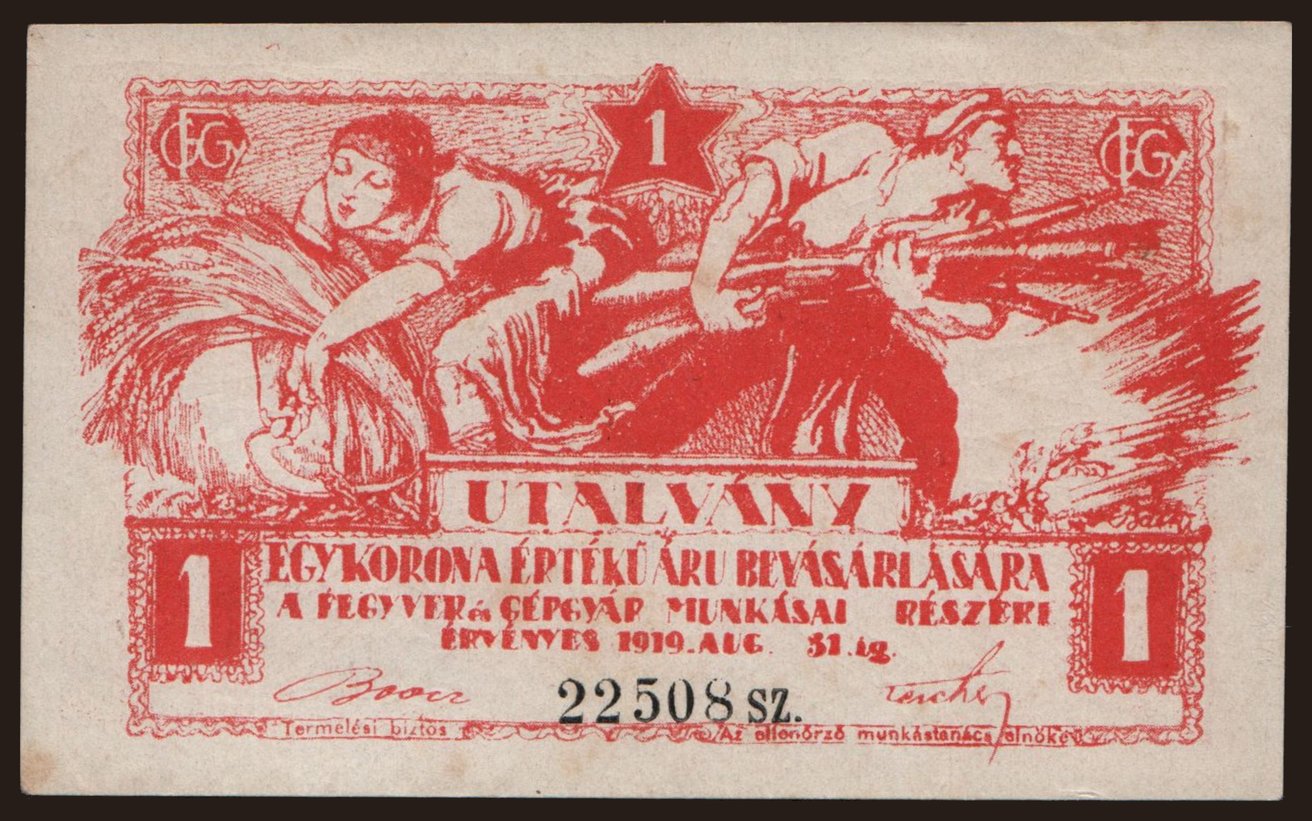 FGy
1
FGy
UTALVÁNY
1
EGY KORONA ÉRTÉKŰ ÁRU BEVÁSÁRLÁSÁRA
1
A FEGYVER és GÉPGYÁR MUNKÁSAI RÉSZÉRE
ÉRVÉNYES 1919. AUG. 31.ig.
22508 SZ.
Termelési biztos
Az ellenőrző munkástanács elnöke